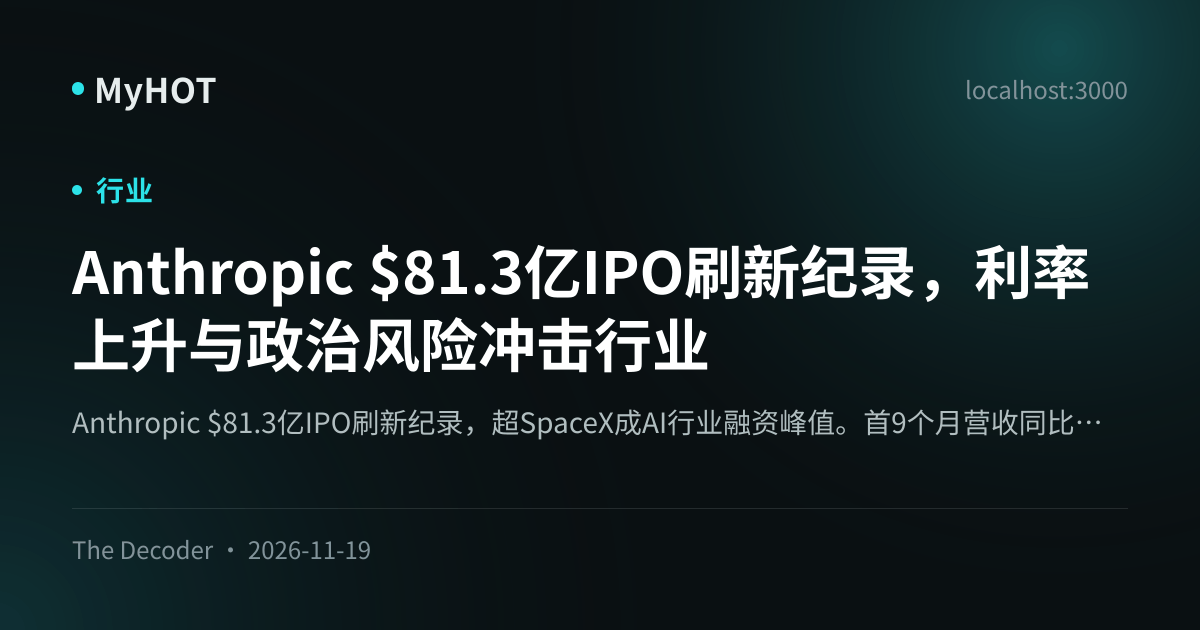 MyHOT
localhost:3000
行业
Anthropic $81.3亿IPO刷新纪录，利率
上升与政治风险冲击行业
Anthropic $81.3亿IPO刷新纪录，超SpaceX成AI行业融资峰值。首9个月营收同比…
The Decoder • 2026-11-19